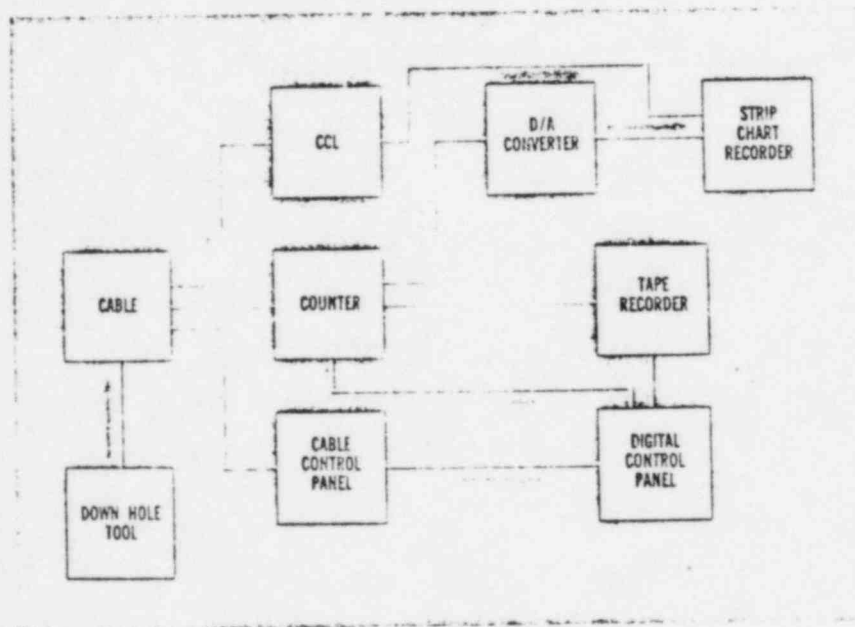 CCL
D/A
CONVERTER
STRIP
CHART
RECORDER
CABLE
COUNTER
TAPE
RECORDER
DOWN HOLE
TOOL
CABLE
CONTROL
PANEL
DIGITAL
CONTROL
PANEL